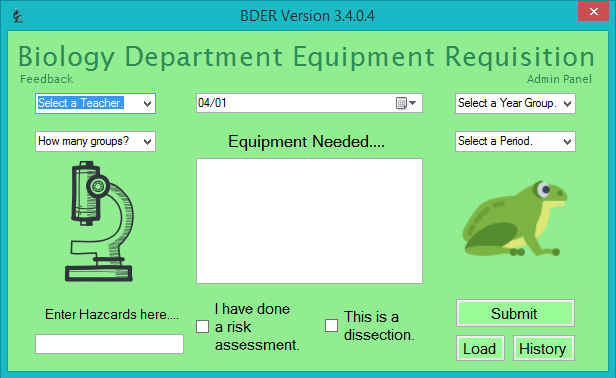 BDER Version 3.4.0.4
Biology Department Equipment Requisition
Feedback
Admin Panel
Select a Teacher.
04/01
Select a Year Group.
How many groups?
Equipment Needed....
Select a Period.
Enter Hazcards here....
I have done
a risk
assessment.
This is a
dissection.
Submit
Load
History